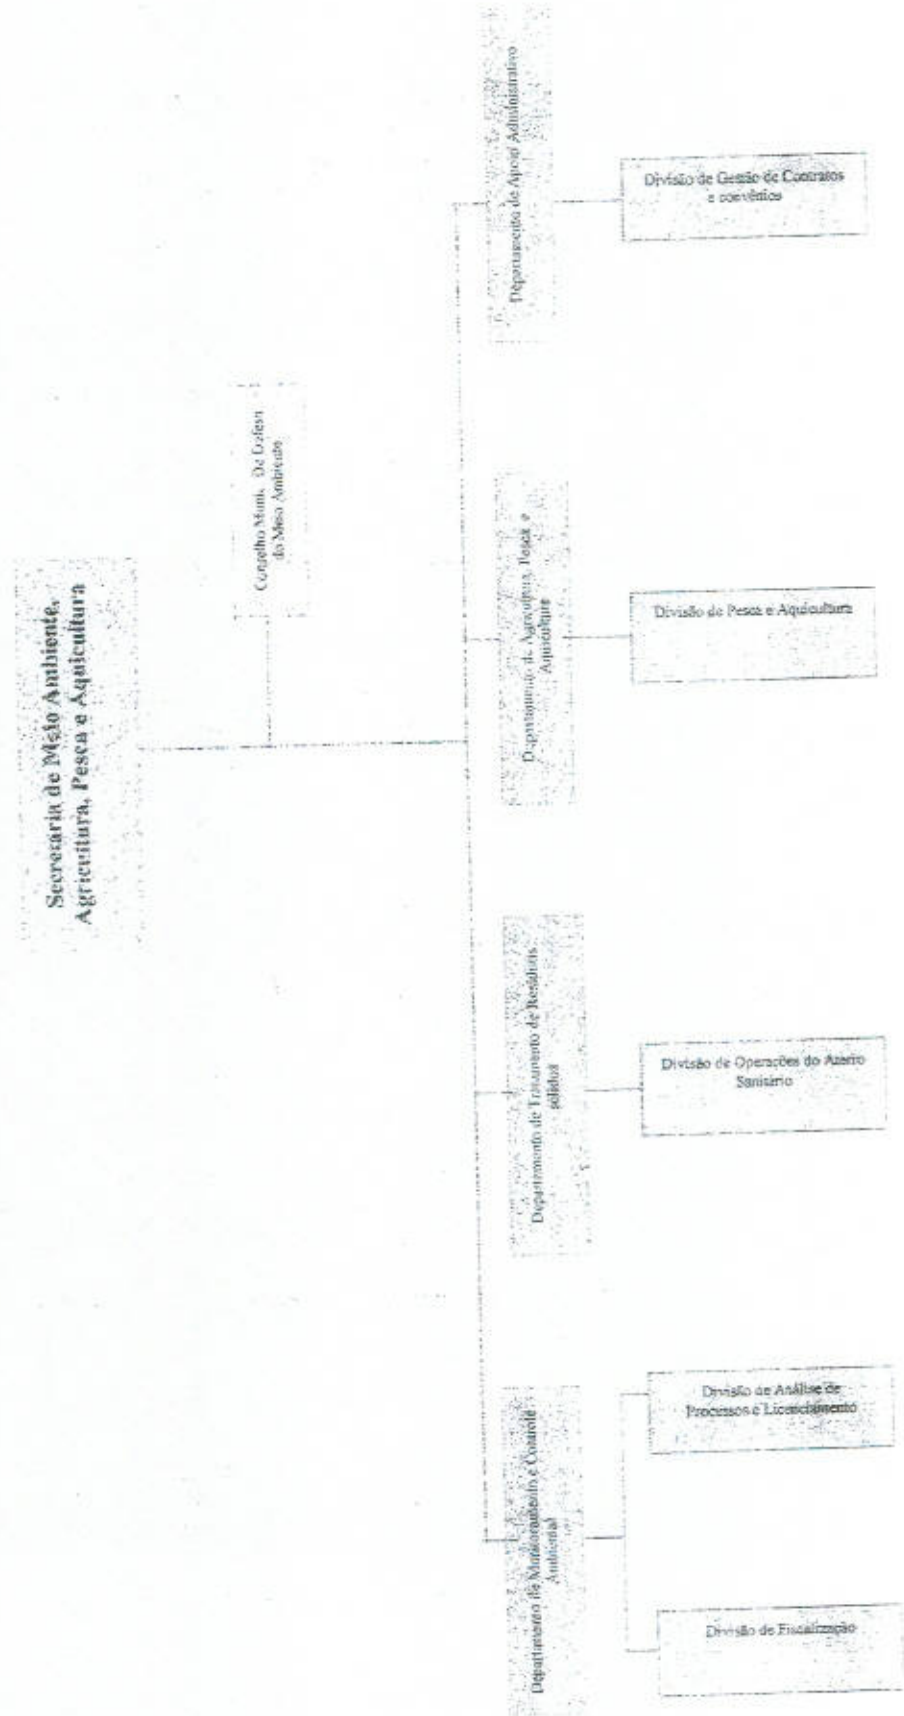 Secretária de Meio Ambiente,
Agricultura, Pesca e Aquicultura
Conselho Muni. De Defesa
do Meio Ambiente
Departamento de Monitoramento e Controle
Ambiental
Departamento de Tratamento de Resíduos
sólidos
Departamento de Agricultura, Pesca e
Aquicultura
Departamento de Apoio Administrativo
Divisão de Fiscalização
Divisão de Análise de
Processos e Licenciamento
Divisão de Operações do Aterro
Sanitário
Divisão de Pesca e Aquicultura
Divisão de Gestão de Contratos
e convênios